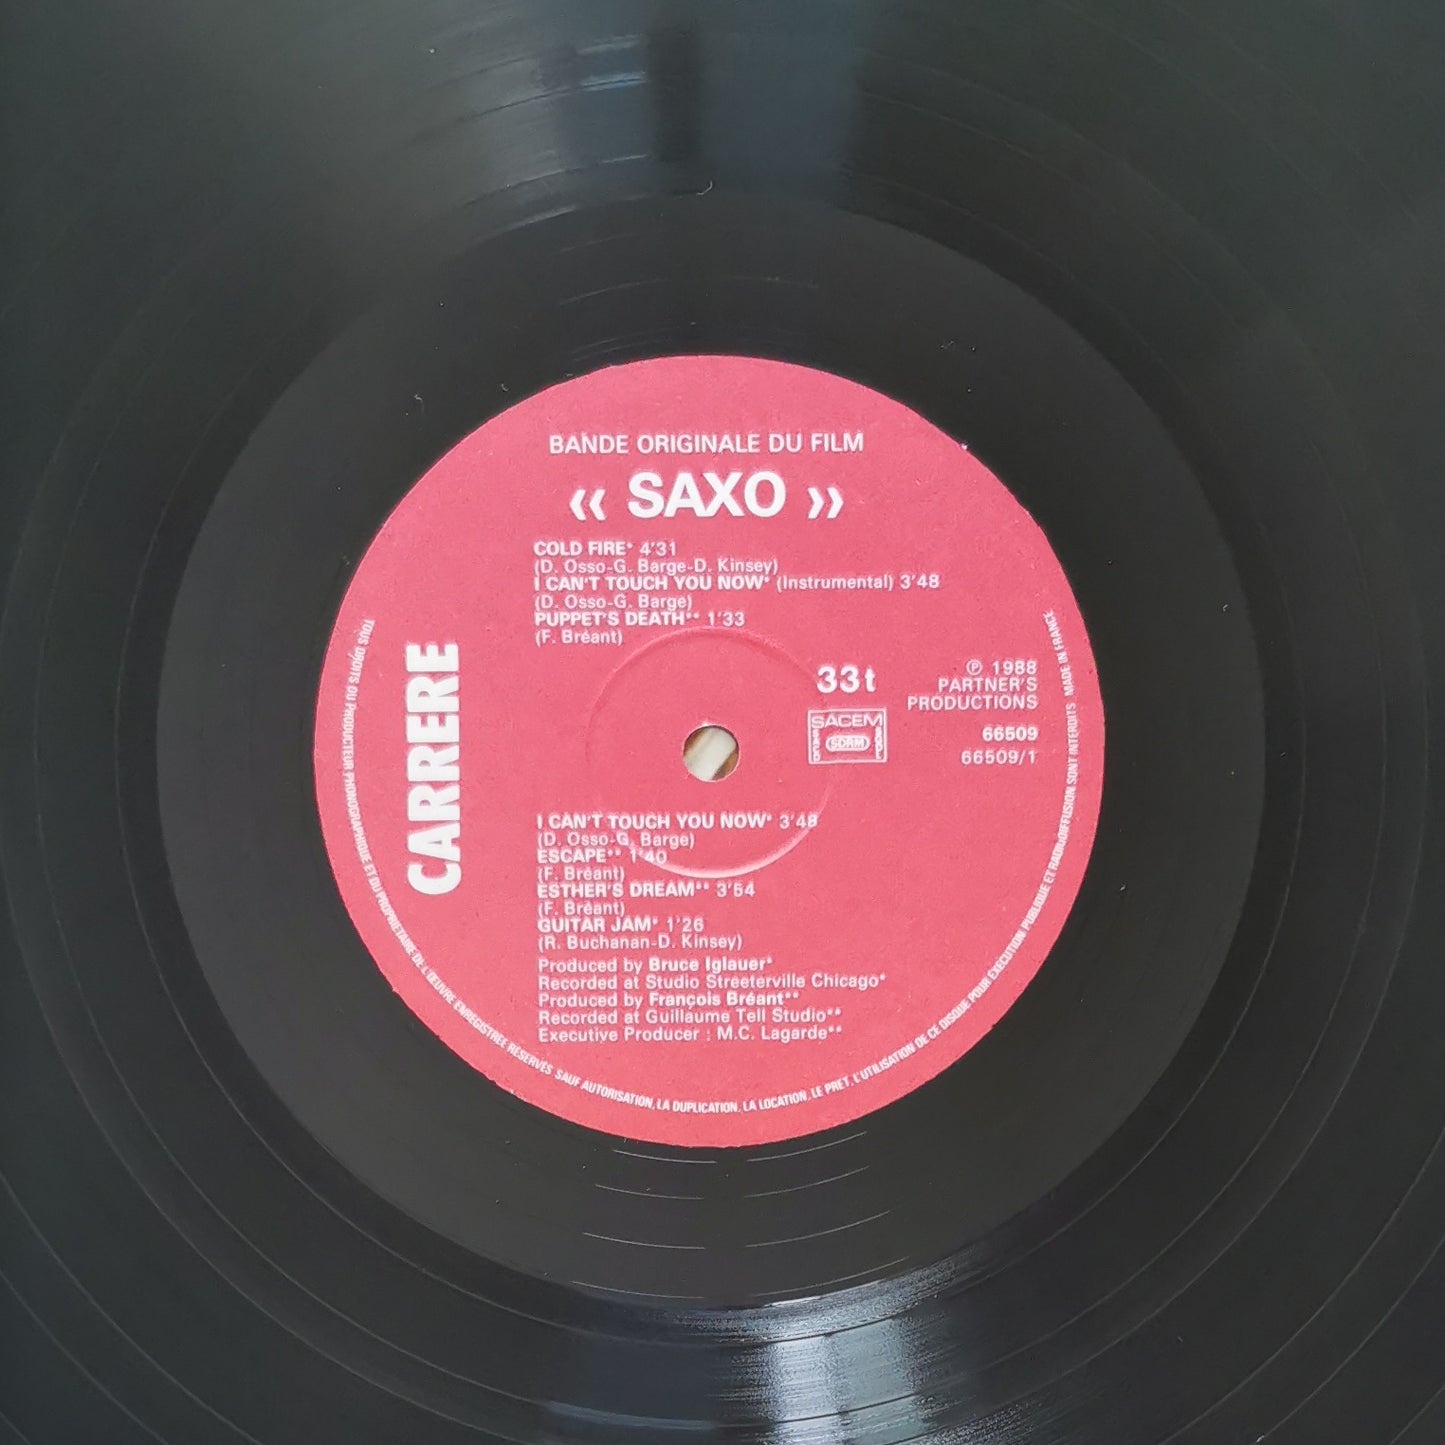 BANDE ORIGINALE DU FILM
‹‹ SAXO ››
COLD FIRE* 4'31
(D. Osso-G. Barge-D. Kinsey)
I CAN'T TOUCH YOU NOW* (Instrumental) 3'48
(D. Osso-G. Barge)
PUPPET'S DEATH** 1'33
(F. Bréant)
CARRERE
33t
SACEM
SDRM
℗ 1988
PARTNER'S
PRODUCTIONS
66509
66509/1
I CAN'T TOUCH YOU NOW* 3'48
(D. Osso-G. Barge)
ESCAPE** 1'40
(F. Bréant)
ESTHER'S DREAM** 3'54
(F. Bréant)
GUITAR JAM* 1'26
(R. Buchanan-D. Kinsey)
Produced by Bruce Iglauer*
Recorded at Studio Streeterville Chicago*
Produced by François Bréant**
Recorded at Guillaume Tell Studio**
Executive Producer : M.C. Lagarde**
TOUS DROITS DU PRODUCTEUR PHONOGRAPHIQUE ET DU PROPRIETAIRE DE L'OEUVRE ENREGISTREE RESERVES SAUF AUTORISATION, LA DUPLICATION, LA LOCATION, LE PRET, L'UTILISATION DE CE DISQUE POUR EXECUTION PUBLIQUE ET RADIODIFFUSION SONT INTERDITS MADE IN FRANCE